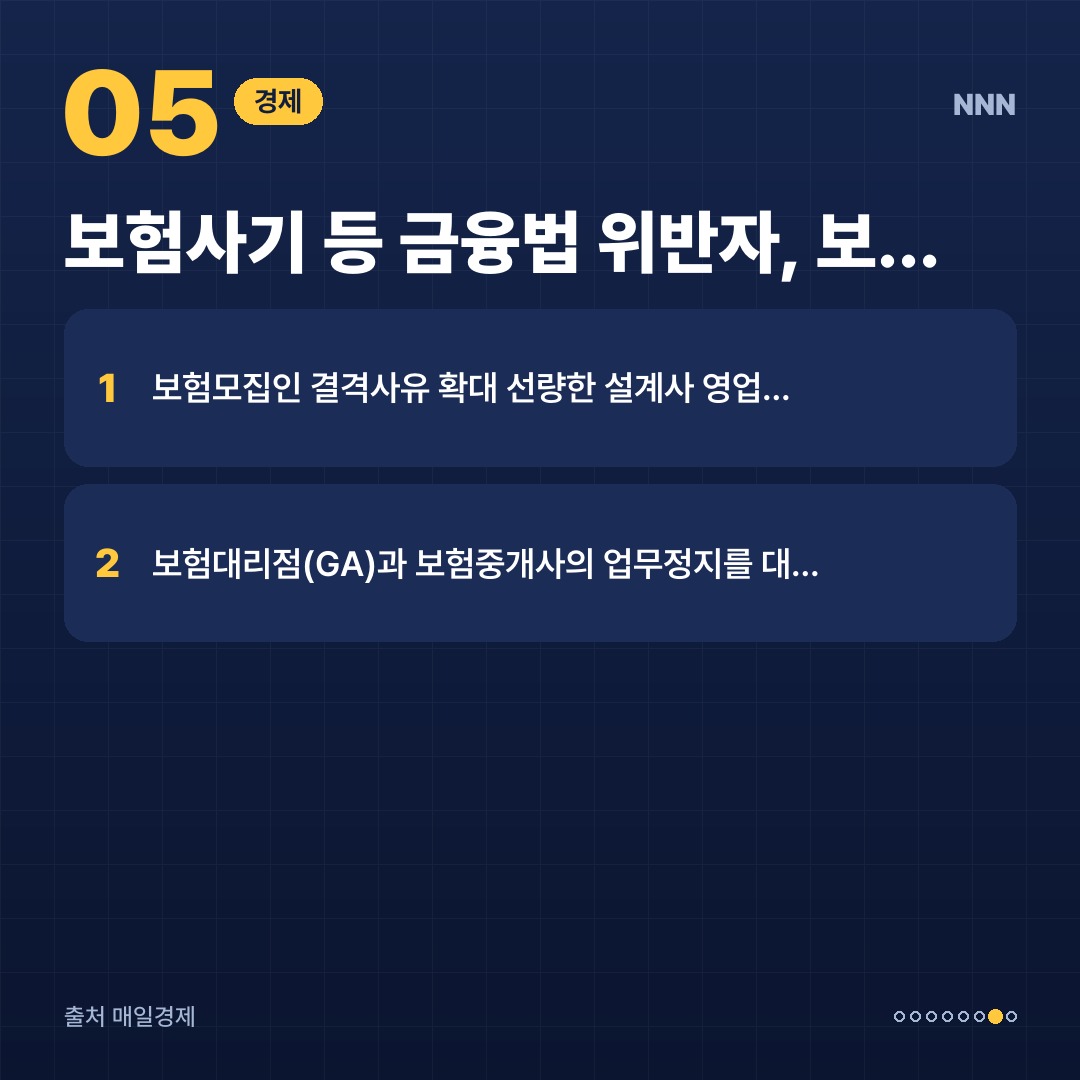 05
경제
NNN
보험사기 등 금융법 위반자, 보...
1 보험모집인 결격사유 확대 선량한 설계사 영업...
2 보험대리점(GA)과 보험중개사의 업무정지를 대...
출처 매일경제